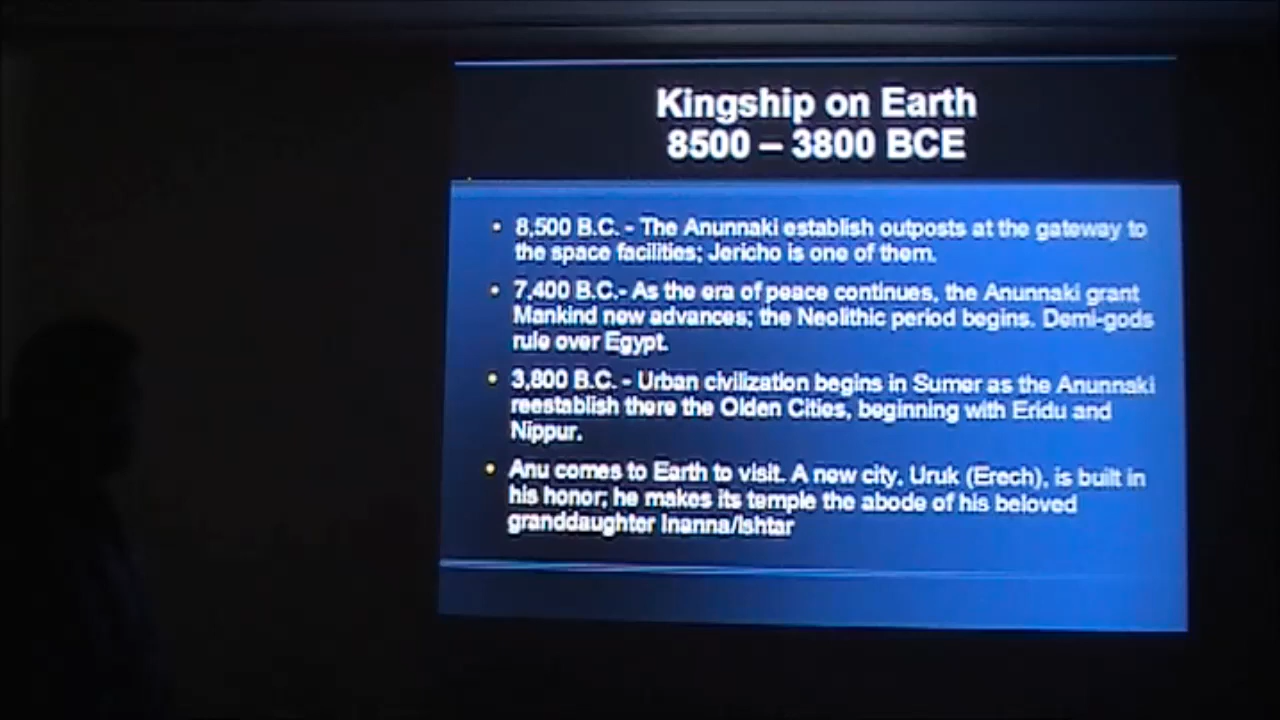 Kingship on Earth
8500 – 3800 BCE
• 8,500 B.C. - The Anunnaki establish outposts at the gateway to
the space facilities; Jericho is one of them.
• 7,400 B.C.- As the era of peace continues, the Anunnaki grant
Mankind new advances; the Neolithic period begins. Demi-gods
rule over Egypt.
• 3,800 B.C. - Urban civilization begins in Sumer as the Anunnaki
reestablish there the Olden Cities, beginning with Eridu and
Nippur.
• Anu comes to Earth to visit. A new city, Uruk (Erech), is built in
his honor; he makes its temple the abode of his beloved
granddaughter Inanna/Ishtar